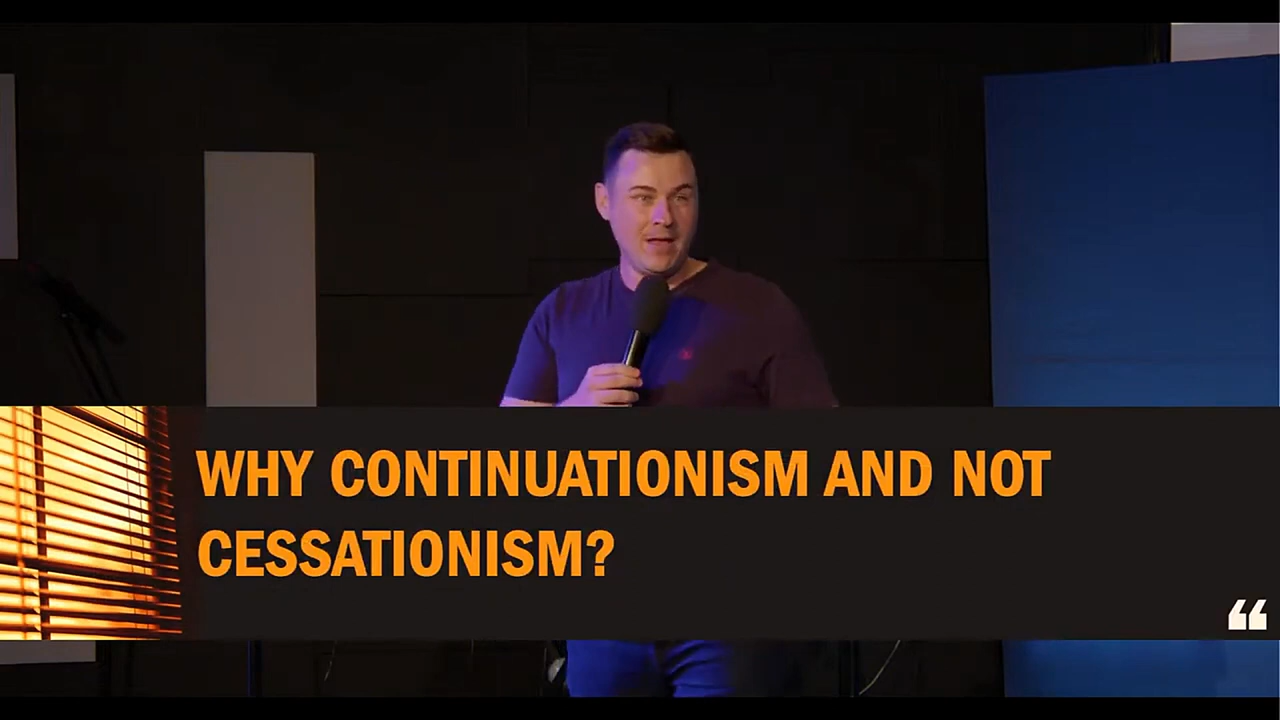 WHY CONTINUATIONISM AND NOT
CESSATIONISM?
❝